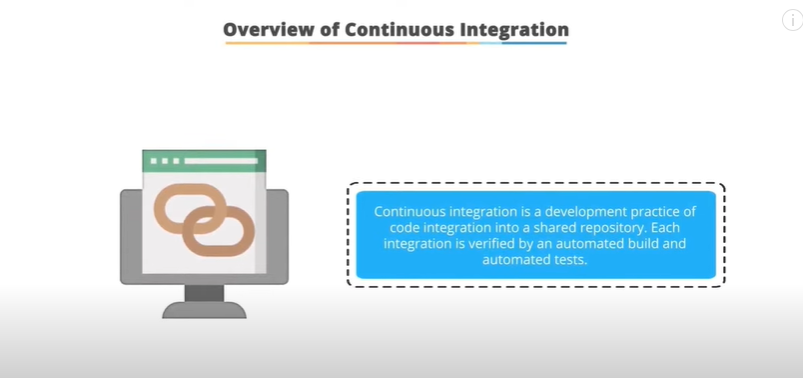 Overview of Continuous Integration
Continuous integration is a development practice of
code integration into a shared repository. Each
integration is verified by an automated build and
automated tests.